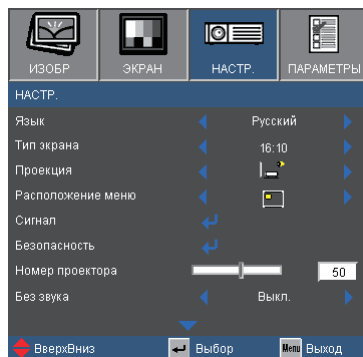 ИЗОБР ЭКРАН НАСТР. ПАРАМЕТРЫ
НАСТР.
Язык Русский
Тип экрана 16:10
Проекция
Расположение меню
Сигнал
Безопасность
Номер проектора 50
Без звука Выкл.
ВверхВниз Выбор Menu Выход